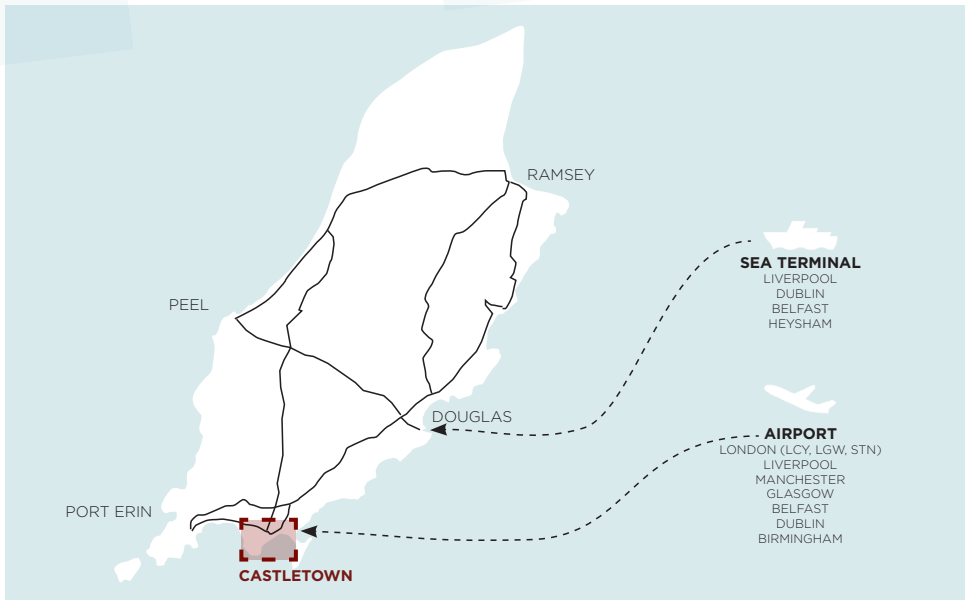 RAMSEY
PEEL
DOUGLAS
PORT ERIN
CASTLETOWN
SEA TERMINAL
LIVERPOOL
DUBLIN
BELFAST
HEYSHAM
AIRPORT
LONDON (LCY, LGW, STN)
LIVERPOOL
MANCHESTER
GLASGOW
BELFAST
DUBLIN
BIRMINGHAM